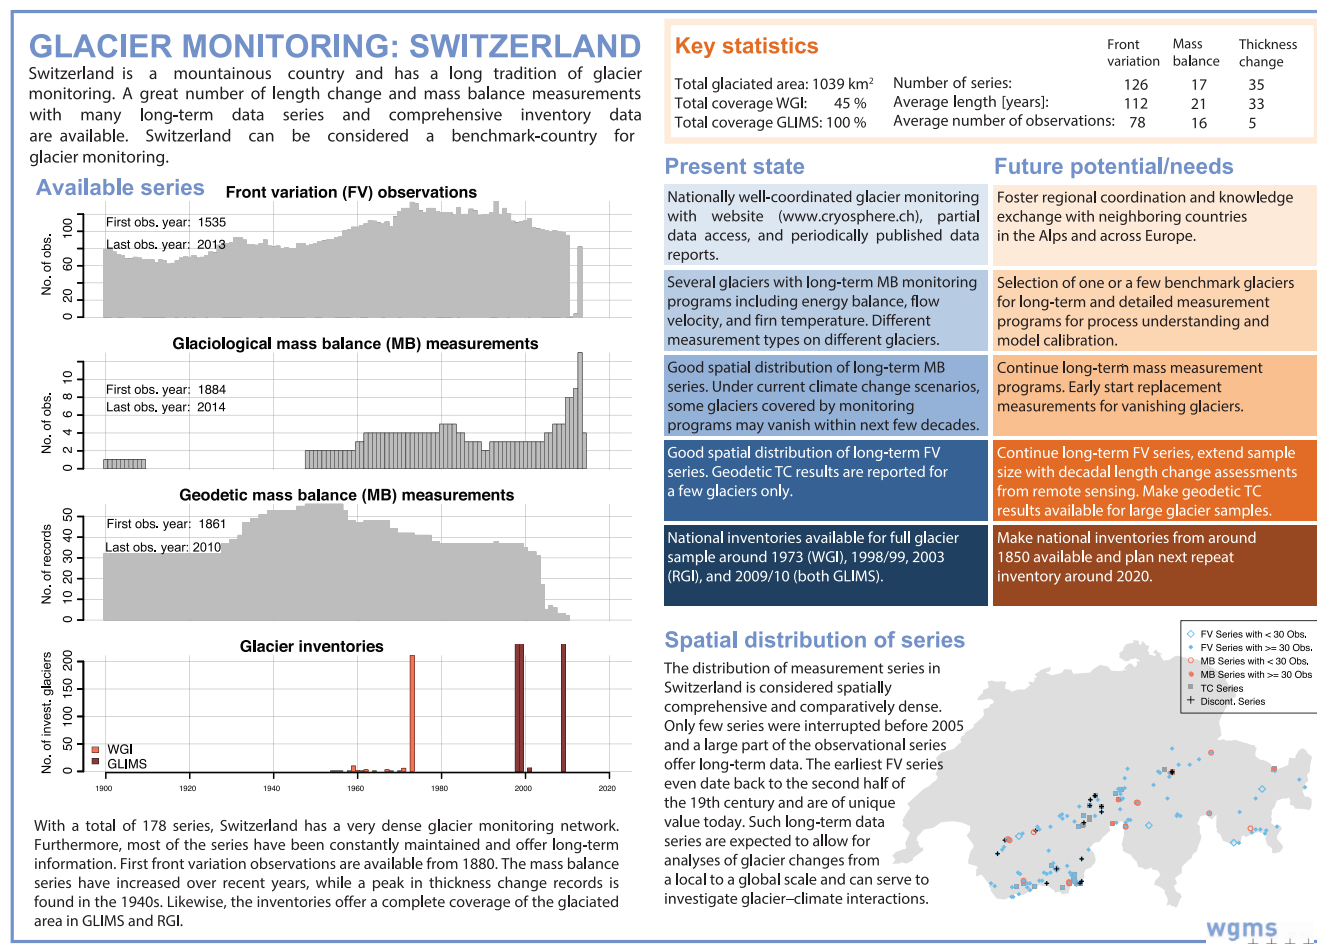 GLACIER MONITORING: SWITZERLAND
Switzerland is a mountainous country and has a long tradition of glacier
monitoring. A great number of length change and mass balance measurements
with many long-term data series and comprehensive inventory data
are available. Switzerland can be considered a benchmark-country for
glacier monitoring.
Available series
Front variation (FV) observations
First obs. year: 1535
Last obs. year: 2013
No. of obs.
0 20 60 100
Glaciological mass balance (MB) measurements
First obs. year: 1884
Last obs. year: 2014
No. of obs.
0 2 4 6 8 10
Geodetic mass balance (MB) measurements
First obs. year: 1861
Last obs. year: 2010
No. of records
0 10 20 30 40 50
Glacier inventories
No. of invest. glaciers
0 50 100 150 200
WGI
GLIMS
1900 1920 1940 1960 1980 2000 2020
With a total of 178 series, Switzerland has a very dense glacier monitoring network.
Furthermore, most of the series have been constantly maintained and offer long-term
information. First front variation observations are available from 1880. The mass balance
series have increased over recent years, while a peak in thickness change records is
found in the 1940s. Likewise, the inventories offer a complete coverage of the glaciated
area in GLIMS and RGI.
Key statistics
Front variation Mass balance Thickness change
Total glaciated area: 1039 km²
Total coverage WGI: 45 %
Total coverage GLIMS: 100 %
Number of series: 126 17 35
Average length [years]: 112 21 33
Average number of observations: 78 16 5
Present state
Nationally well-coordinated glacier monitoring
with website (www.cryosphere.ch), partial
data access, and periodically published data
reports.
Several glaciers with long-term MB monitoring
programs including energy balance, flow
velocity, and firn temperature. Different
measurement types on different glaciers.
Good spatial distribution of long-term MB
series. Under current climate change scenarios,
some glaciers covered by monitoring
programs may vanish within next few decades.
Good spatial distribution of long-term FV
series. Geodetic TC results are reported for
a few glaciers only.
National inventories available for full glacier
sample around 1973 (WGI), 1998/99, 2003
(RGI), and 2009/10 (both GLIMS).
Future potential/needs
Foster regional coordination and knowledge
exchange with neighboring countries
in the Alps and across Europe.
Selection of one or a few benchmark glaciers
for long-term and detailed measurement
programs for process understanding and
model calibration.
Continue long-term mass measurement
programs. Early start replacement
measurements for vanishing glaciers.
Continue long-term FV series, extend sample
size with decadal length change assessments
from remote sensing. Make geodetic TC
results available for large glacier samples.
Make national inventories from around
1850 available and plan next repeat
inventory around 2020.
Spatial distribution of series
The distribution of measurement series in
Switzerland is considered spatially
comprehensive and comparatively dense.
Only few series were interrupted before 2005
and a large part of the observational series
offer long-term data. The earliest FV series
even date back to the second half of
the 19th century and are of unique
value today. Such long-term data
series are expected to allow for
analyses of glacier changes from
a local to a global scale and can serve to
investigate glacier–climate interactions.
FV Series with < 30 Obs.
FV Series with >= 30 Obs.
MB Series with < 30 Obs.
MB Series with >= 30 Obs
TC Series
Discont. Series
wgms